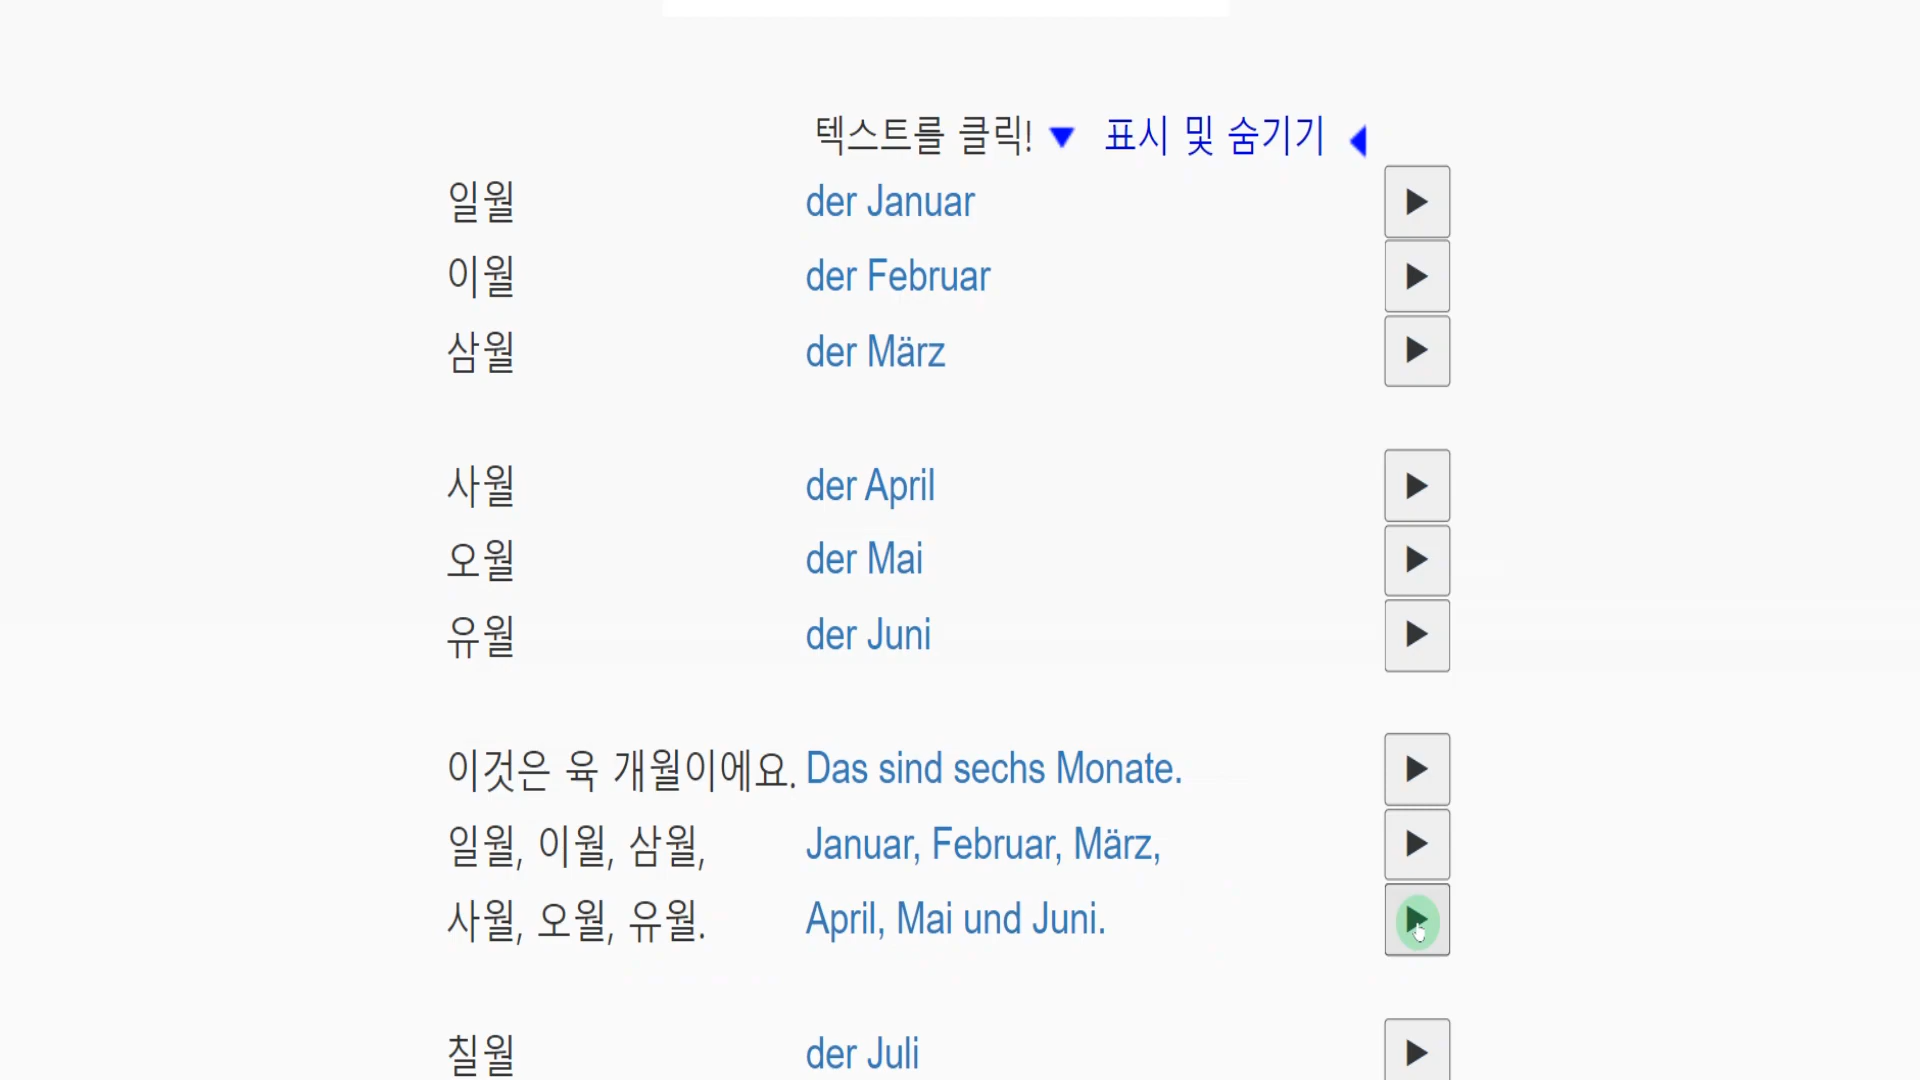 텍스트를 클릭! ▼ 표시 및 숨기기 ◀
일월 der Januar
이월 der Februar
삼월 der März
사월 der April
오월 der Mai
유월 der Juni
이것은 육 개월이에요. Das sind sechs Monate.
일월, 이월, 삼월, Januar, Februar, März,
사월, 오월, 유월. April, Mai und Juni.
칠월 der Juli